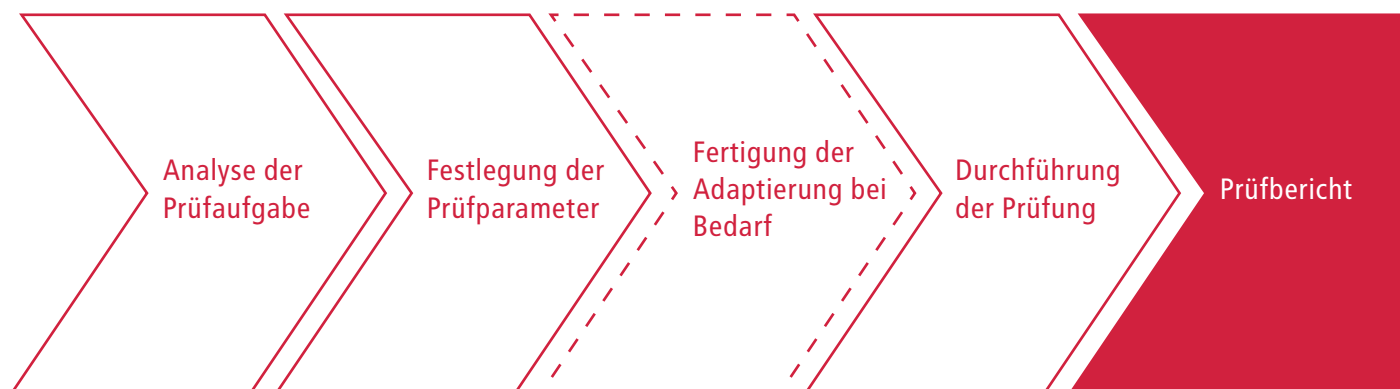 Analyse der
Prüfaufgabe
Festlegung der
Prüfparameter
Fertigung der
Adaptierung bei
Bedarf
Durchführung
der Prüfung
Prüfbericht